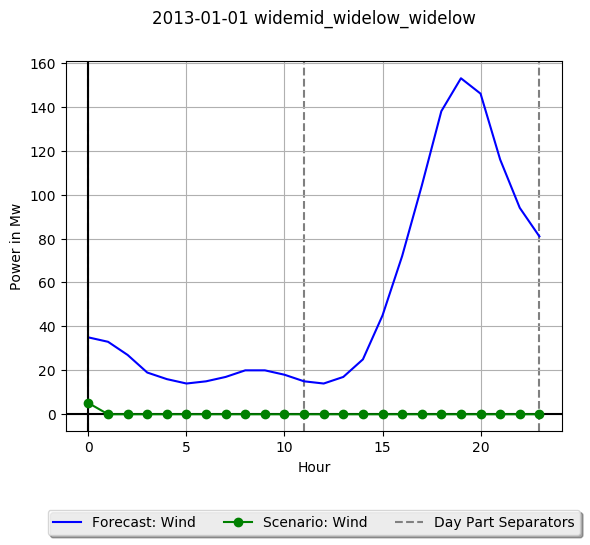 2013-01-01 widemid_widelow_widelow
160
140
120
100
80
60
40
20
0
Power in Mw
0 5 10 15 20
Hour
Forecast: Wind Scenario: Wind Day Part Separators